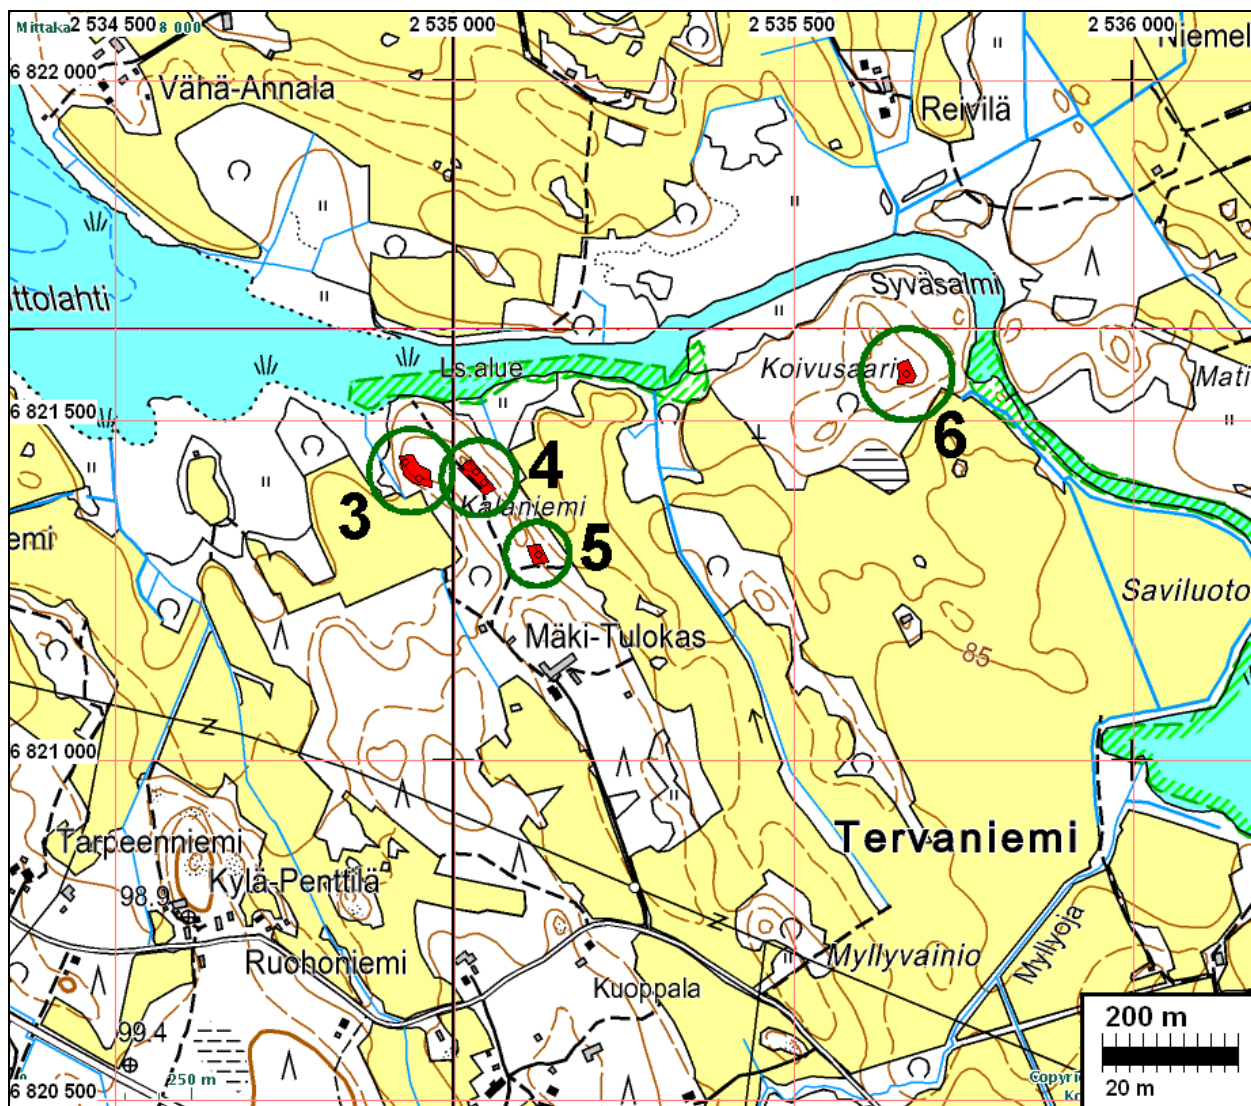 Mittaka
8 000
2 534 500
2 535 000
2 535 500
2 536 000
Niemel
6 822 000
Vähä-Annala
Reivilä
ttolahti
Syväsalmi
Ls.alue
Koivusaari
Mati
6 821 500
3
4
6
Kalaniemi
emi
5
Saviluoto
Mäki-Tulokas
85
6 821 000
Tervaniemi
Tarpeenniemi
Kylä-Penttilä
98.9
Ruohoniemi
Myllyvainio
Myllyoja
Kuoppala
99.4
200 m
20 m
250 m
Copyri
Ko
6 820 500